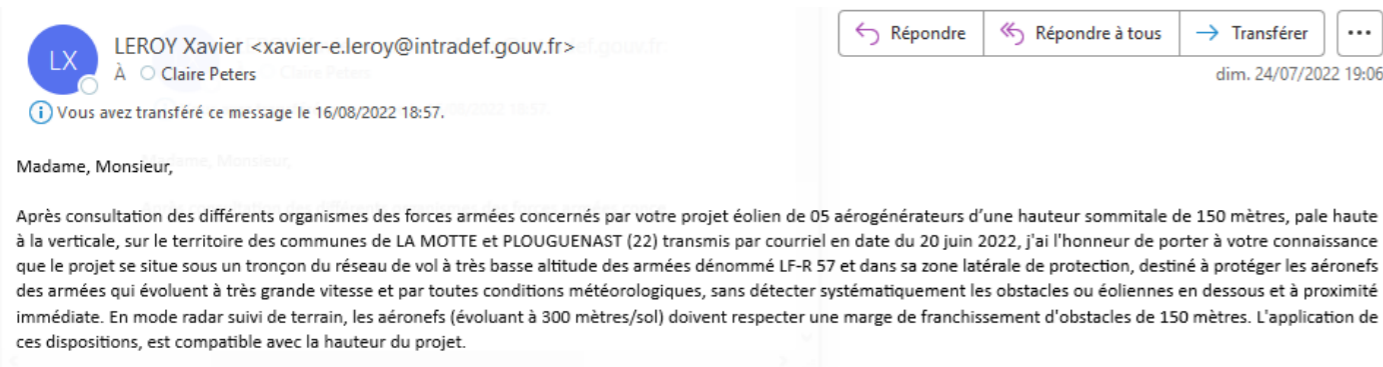 LX
LEROY Xavier <xavier-e.leroy@intradef.gouv.fr>
À Claire Peters
Répondre
Répondre à tous
Transférer
dim. 24/07/2022 19:06
Vous avez transféré ce message le 16/08/2022 18:57.
Madame, Monsieur,
Après consultation des différents organismes des forces armées concernés par votre projet éolien de 05 aérogénérateurs d'une hauteur sommitale de 150 mètres, pale haute
à la verticale, sur le territoire des communes de LA MOTTE et PLOUGUENAST (22) transmis par courriel en date du 20 juin 2022, j'ai l'honneur de porter à votre connaissance
que le projet se situe sous un tronçon du réseau de vol à très basse altitude des armées dénommé LF-R 57 et dans sa zone latérale de protection, destiné à protéger les aéronefs
des armées qui évoluent à très grande vitesse et par toutes conditions météorologiques, sans détecter systématiquement les obstacles ou éoliennes en dessous et à proximité
immédiate. En mode radar suivi de terrain, les aéronefs (évoluant à 300 mètres/sol) doivent respecter une marge de franchissement d'obstacles de 150 mètres. L'application de
ces dispositions, est compatible avec la hauteur du projet.